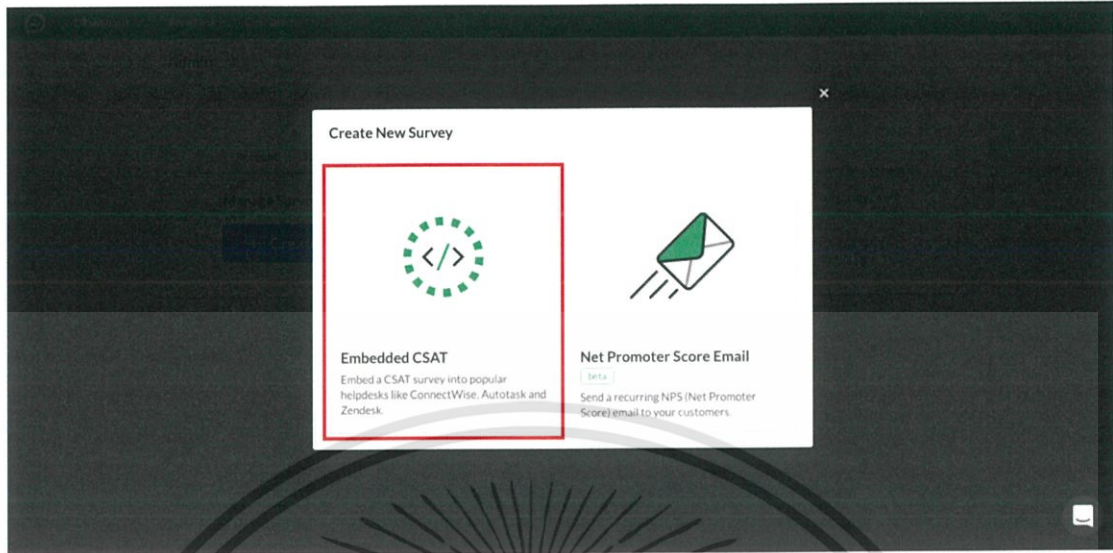 Create New Survey
Embedded CSAT
Embed a CSAT survey into popular
helpdesks like ConnectWise, Autotask and
Zendesk.
Net Promoter Score Email
beta
Send a recurring NPS (Net Promoter
Score) email to your customers.